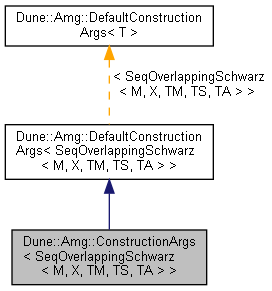 Dune::Amg::DefaultConstruction
Args< T >
< SeqOverlappingSchwarz
< M, X, TM, TS, TA > >
Dune::Amg::DefaultConstruction
Args< SeqOverlappingSchwarz
< M, X, TM, TS, TA > >
Dune::Amg::ConstructionArgs
< SeqOverlappingSchwarz
< M, X, TM, TS, TA > >